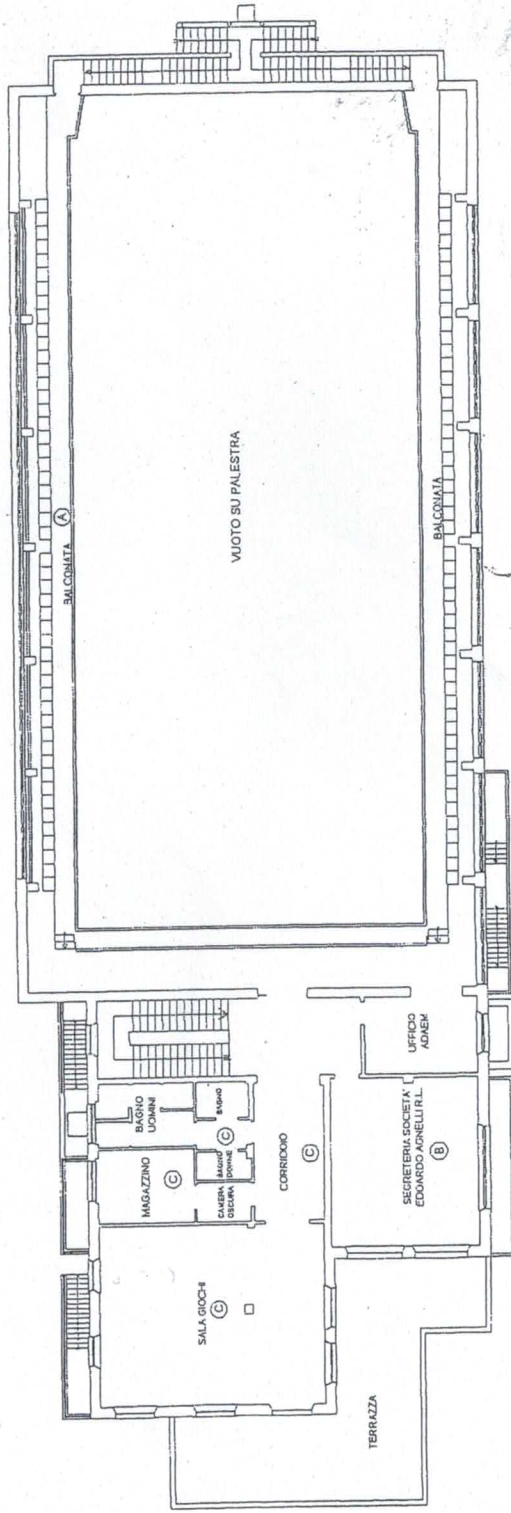 BALCONATA
A
VUOTO SU PALESTRA
BALCONATA
BAGNO
UOMINI
BAGNO
MAGAZZINO
C
C
BAGNO
DONNE
CAMERA
OSCURA
CORRIDOIO
C
UFFICIO
ADAEM
SEGRETERIA SOCIETA'
EDOARDO AGNELLI R.L.
B
SALA GIOCHI
C
TERRAZZA